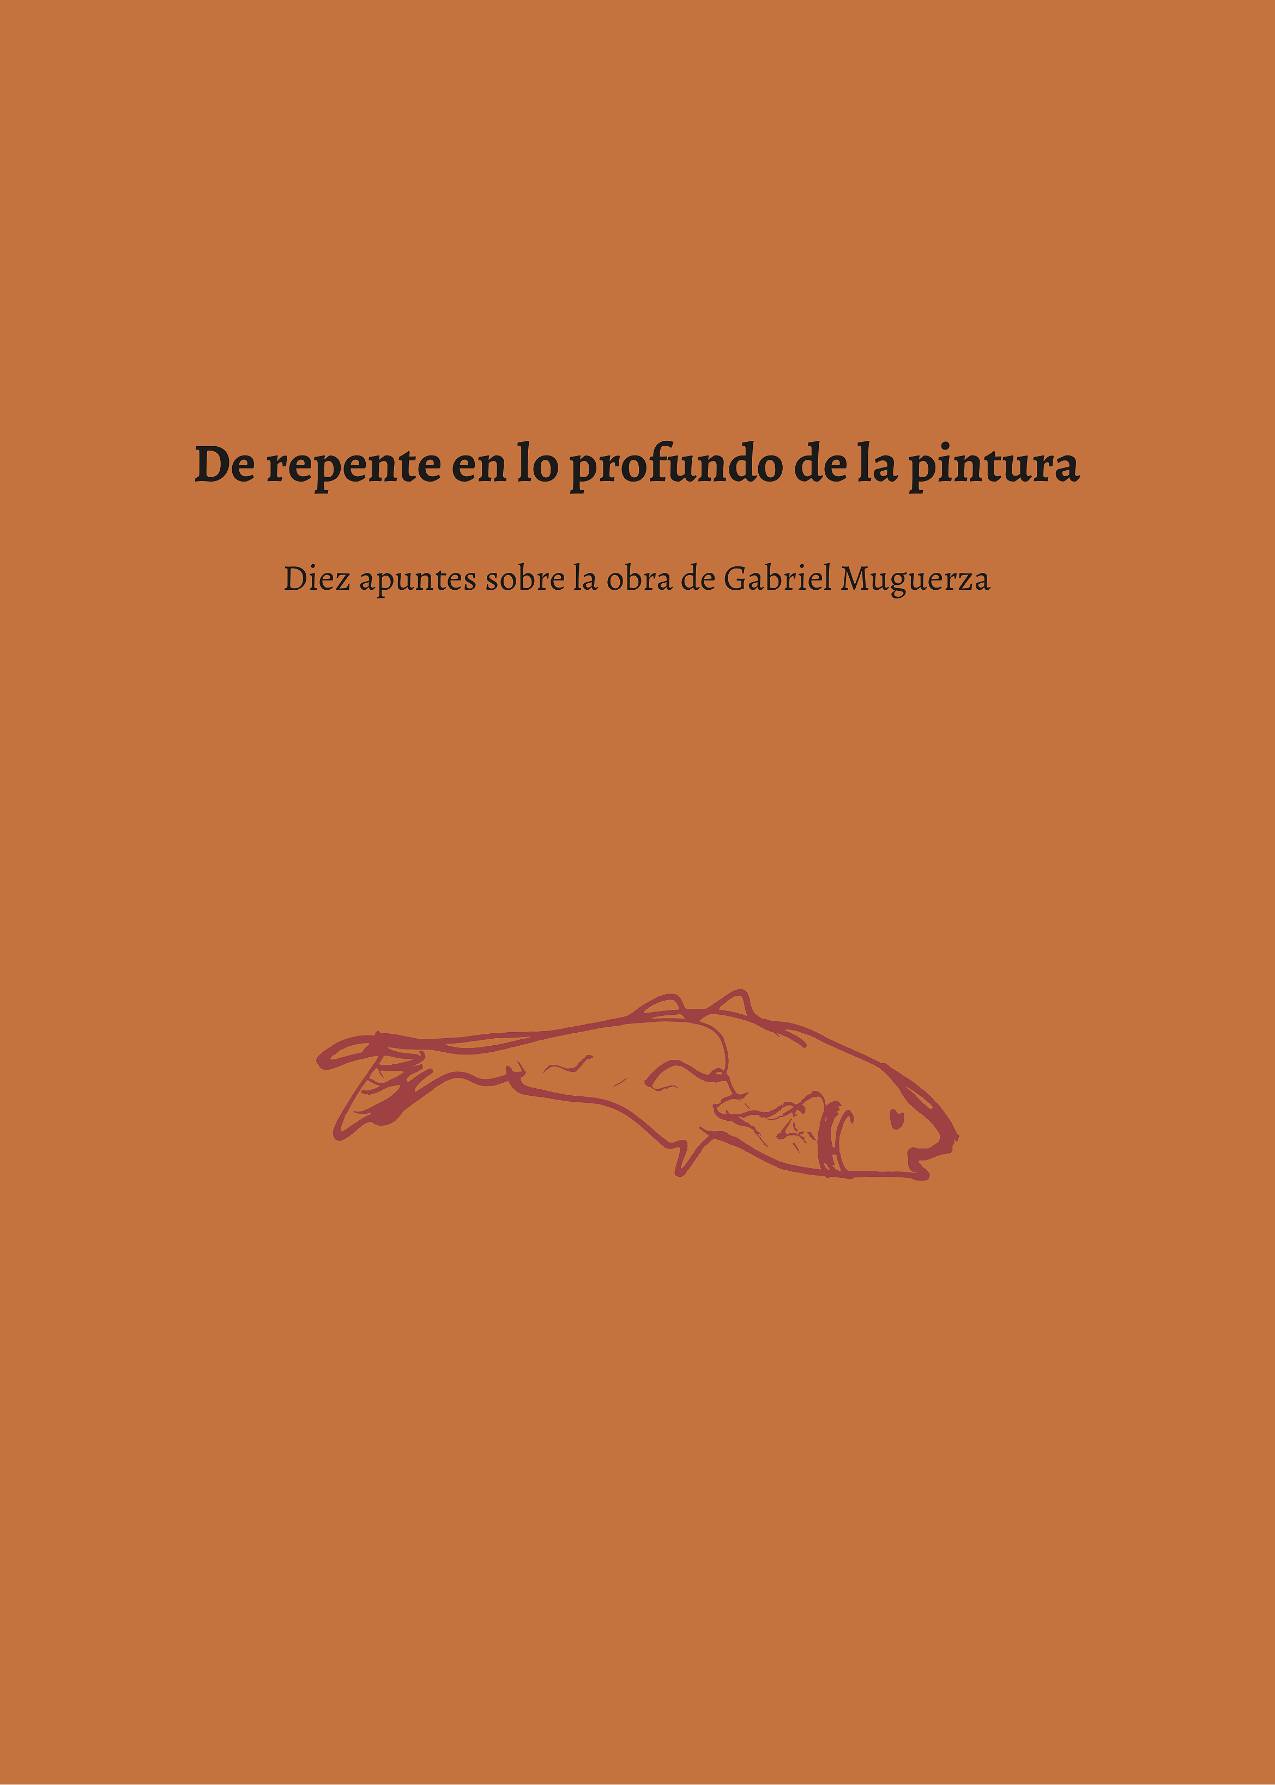 De repente en lo profundo de la pintura
Diez apuntes sobre la obra de Gabriel Muguerza